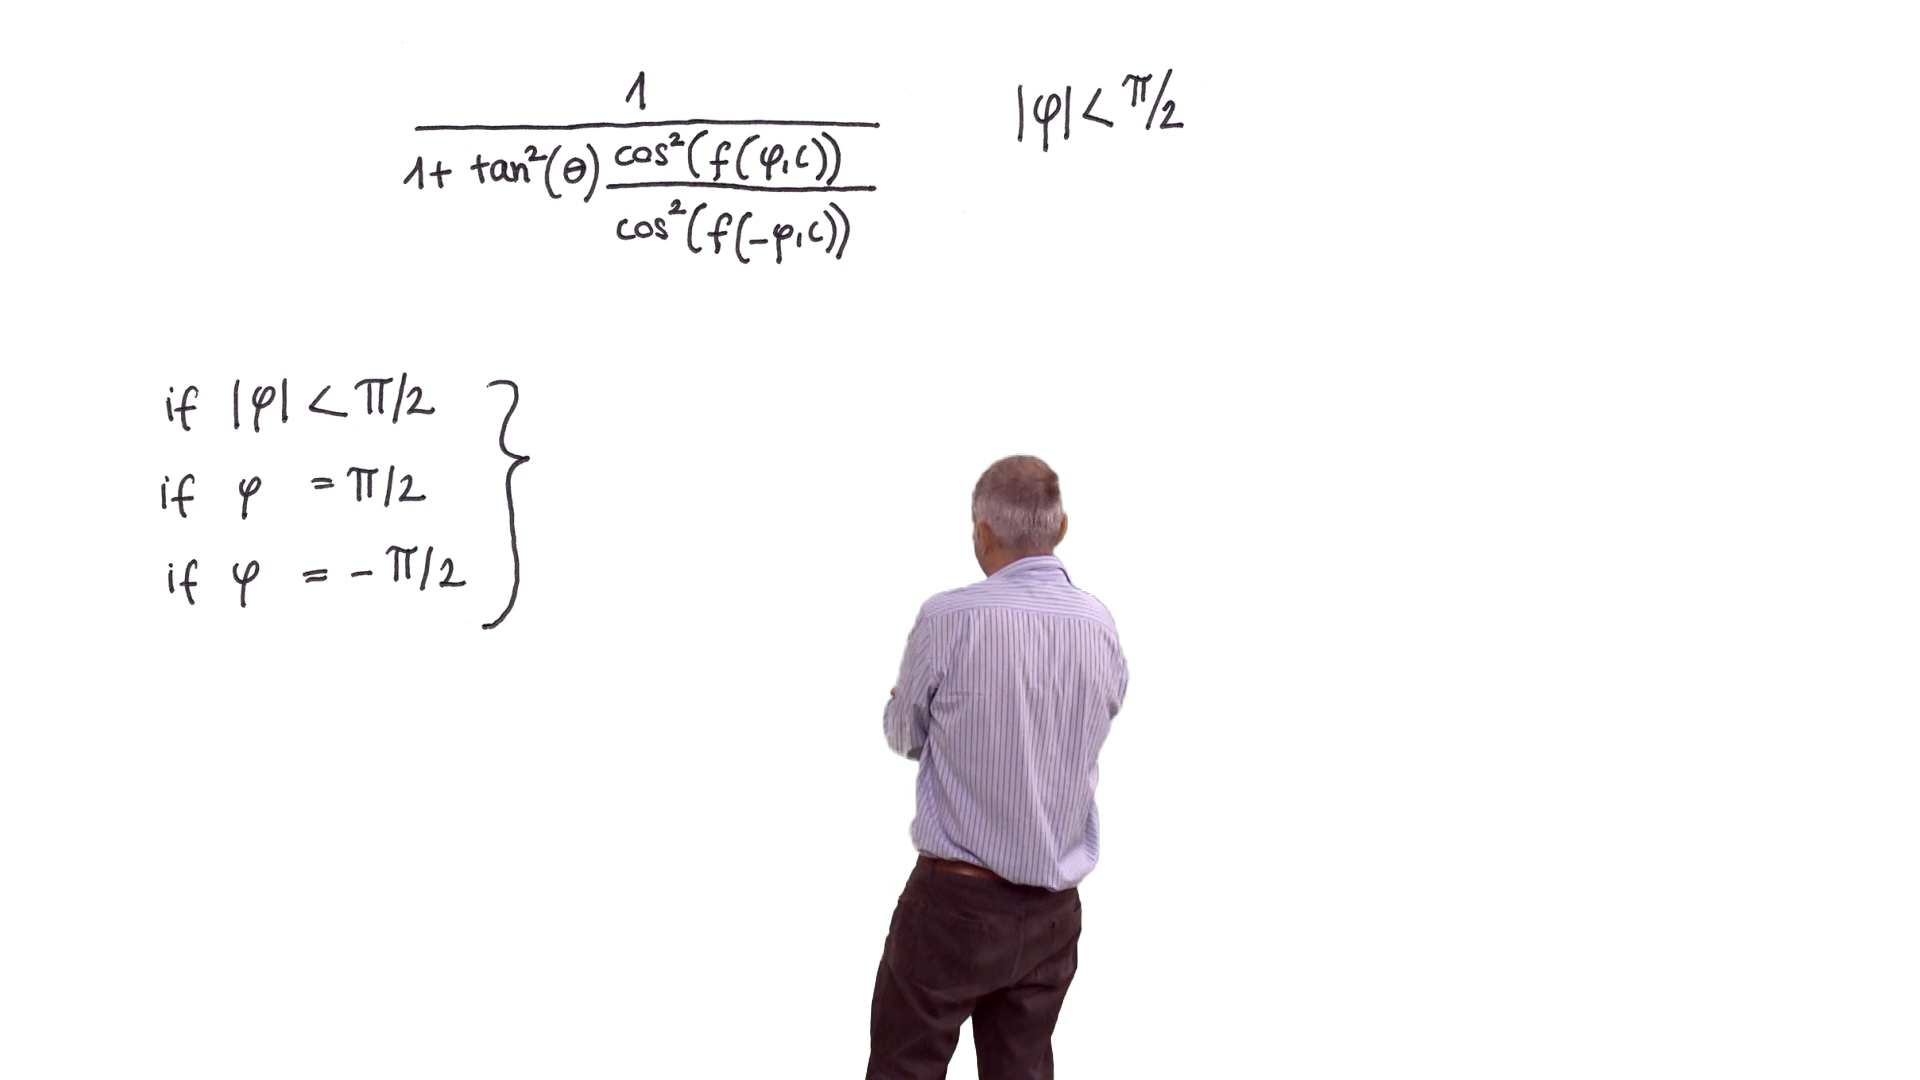 1
1+ tan²(θ) cos²(f(φ,c)) |φ| < π/2
cos²(f(-φ,c))
if |φ| < π/2
if φ = π/2
if φ = - π/2